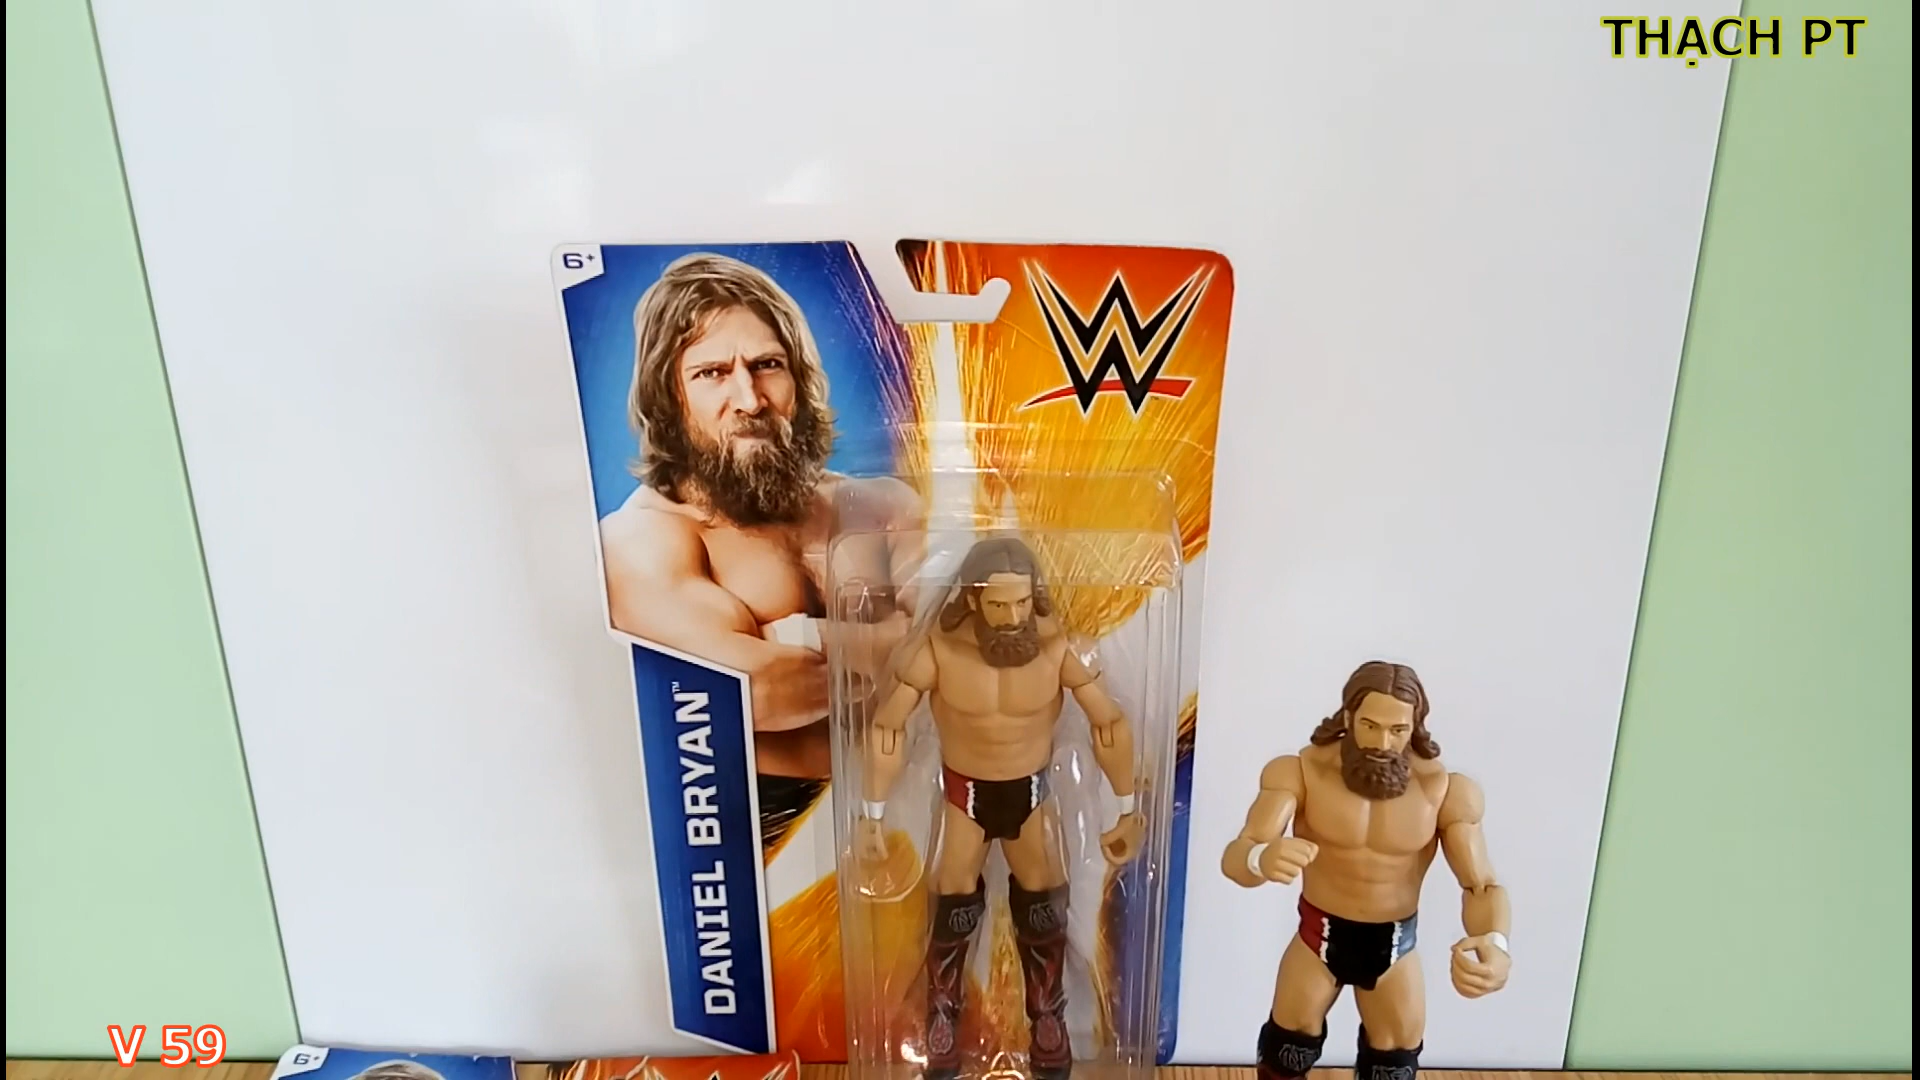 THẠCH PT
6+
W
DANIEL BRYAN™
V 59
6+